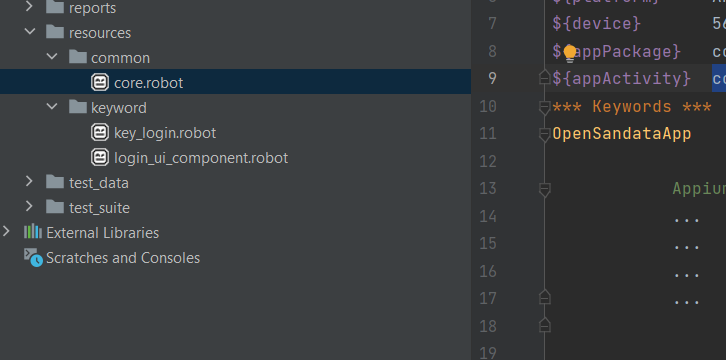 reports
resources
common
core.robot
keyword
key_login.robot
login_ui_component.robot
test_data
test_suite
External Libraries
Scratches and Consoles
6
7 ${device} 56
8 ${appPackage} co
9 ${appActivity} co
10 *** Keywords ***
11 OpenSandataApp
12
13 Appium
14 ...
15 ...
16 ...
17 ...
18
19